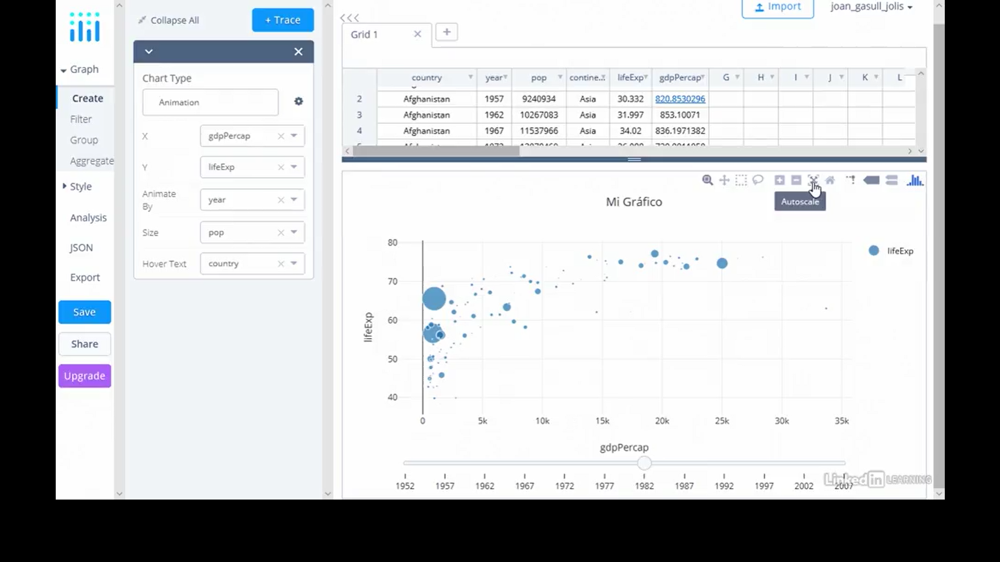 Collapse All
+ Trace
Import
joan_gasull_jolis
Graph
Create
Filter
Group
Aggregate
Style
Analysis
JSON
Export
Save
Share
Upgrade
Chart Type
Animation
X gdpPercap
Y lifeExp
Animate By year
Size pop
Hover Text country
Grid 1
country year pop contine... lifeExp gdpPercap G H I J K L
2 Afghanistan 1957 9240934 Asia 30.332 820.8530296
3 Afghanistan 1962 10267083 Asia 31.997 853.10071
4 Afghanistan 1967 11537966 Asia 34.02 836.1971382
Autoscale
Mi Gráfico
lifeExp
80
70
60
50
40
lifeExp
0 5k 10k 15k 20k 25k 30k 35k
gdpPercap
1952 1957 1962 1967 1972 1977 1982 1987 1992 1997 2002 2007
LinkedIn LEARNING